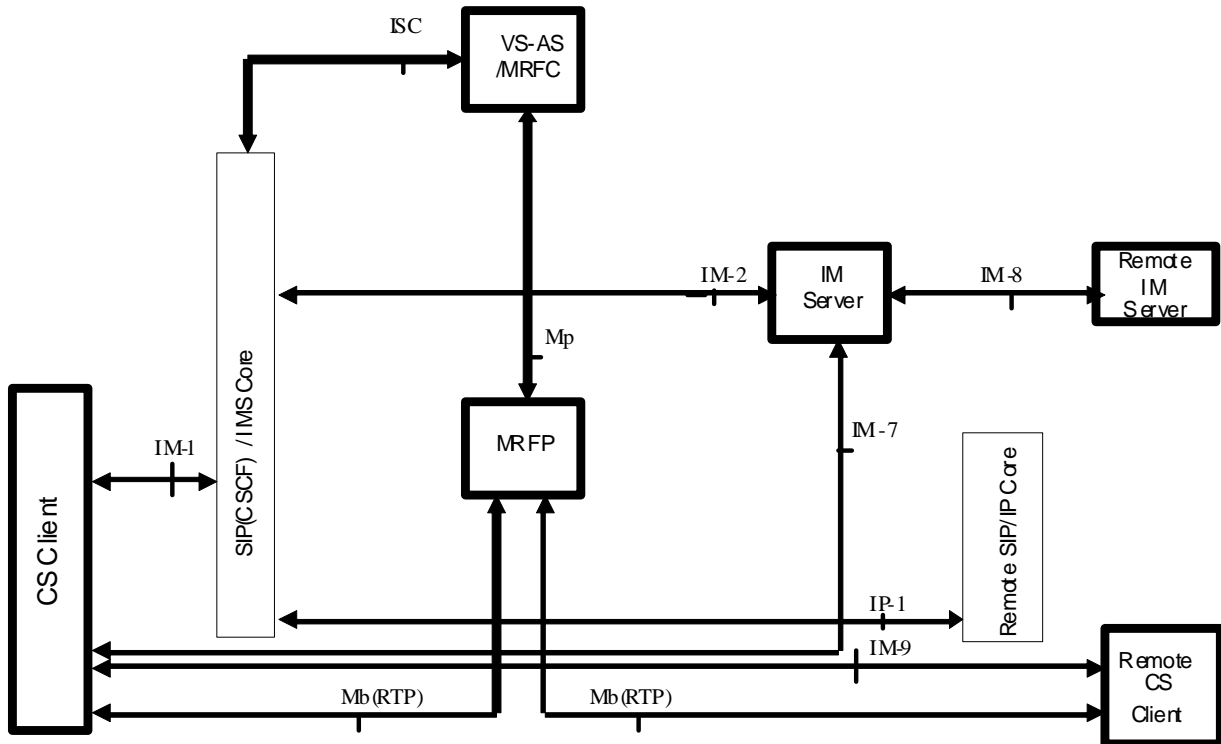 ISC
VS-AS
/MRFC
IM-2
IM
Server
IM-8
Remote
IM
Server
Mp
MRFP
IM-7
IM-1
SIP(CSCF) / IMS Core
CS Client
Remote SIP/IP Core
IP-1
IM-9
Remote
CS
Client
Mb(RTP)
Mb(RTP)